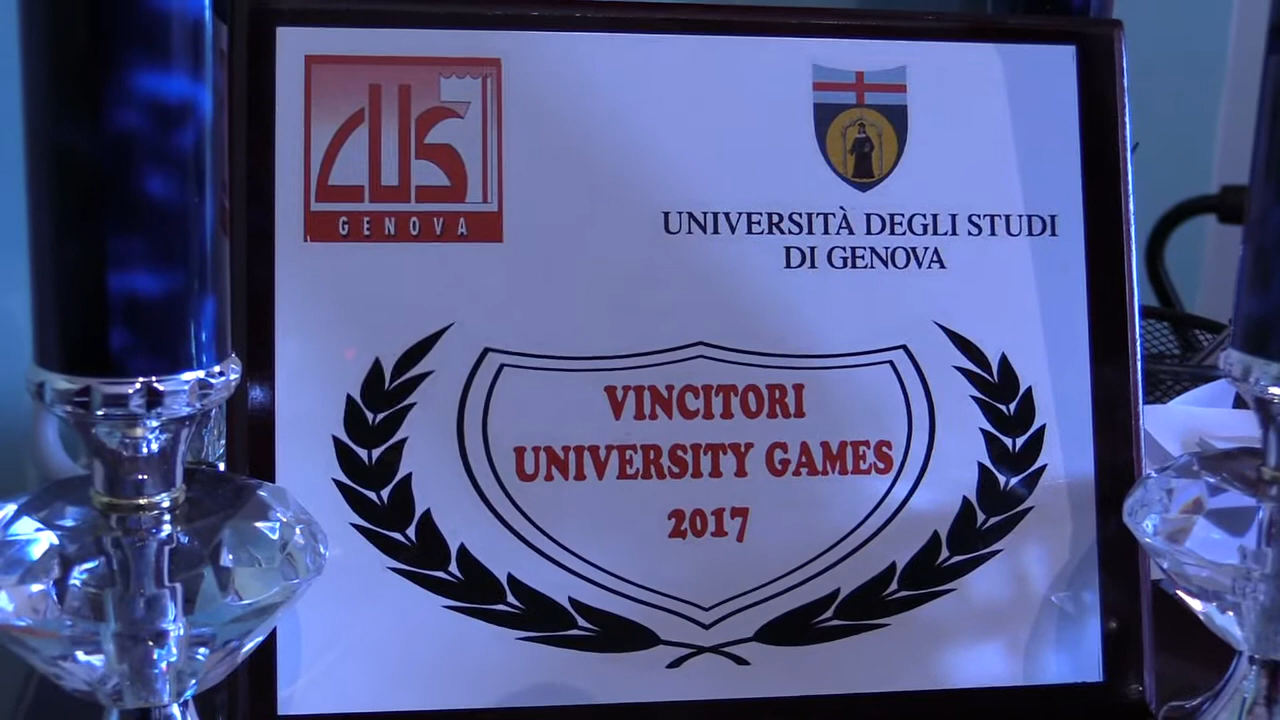 CUS
GENOVA
UNIVERSITÀ DEGLI STUDI
DI GENOVA
VINCITORI
UNIVERSITY GAMES
2017